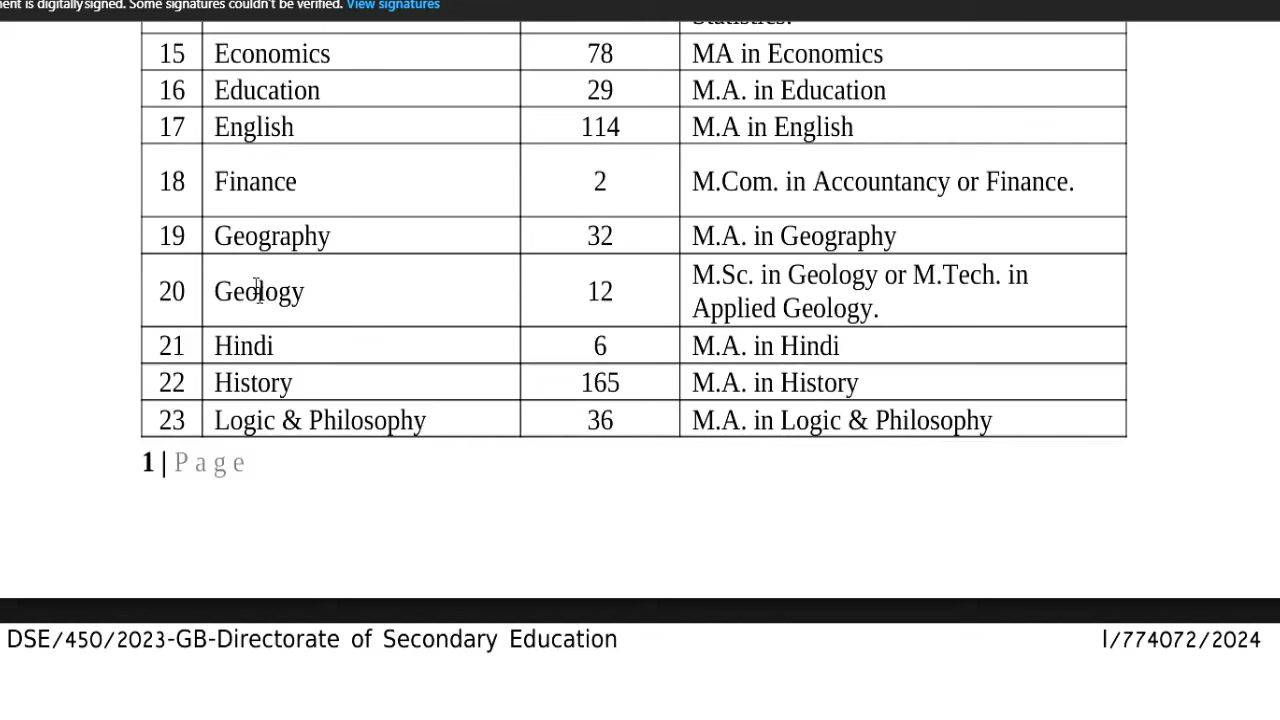 ment is digitally signed. Some signatures couldn't be verified. View signatures
Statistics.
15 Economics 78 MA in Economics
16 Education 29 M.A. in Education
17 English 114 M.A in English
18 Finance 2 M.Com. in Accountancy or Finance.
19 Geography 32 M.A. in Geography
20 Geology 12 M.Sc. in Geology or M.Tech. in
Applied Geology.
21 Hindi 6 M.A. in Hindi
22 History 165 M.A. in History
23 Logic & Philosophy 36 M.A. in Logic & Philosophy
1 | Page
DSE/450/2023-GB-Directorate of Secondary Education I/774072/2024